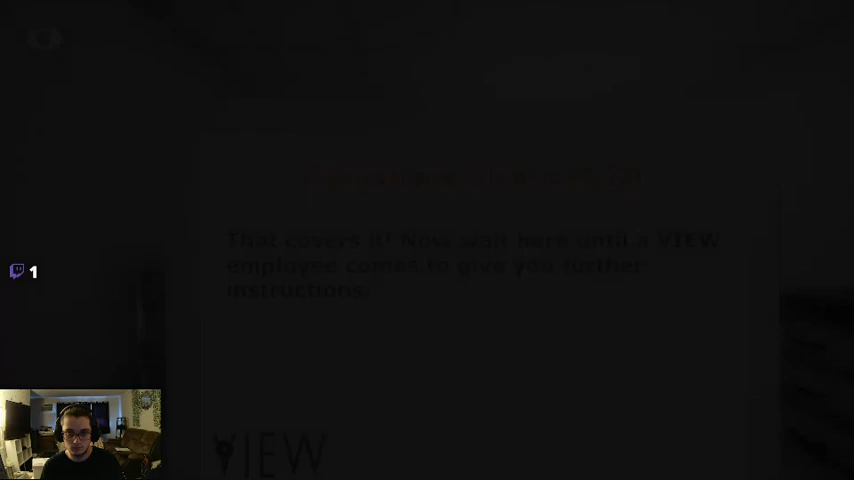 That covers it! Now wait here until a VIEW
employee comes to give you further
instructions.
1
VIEW